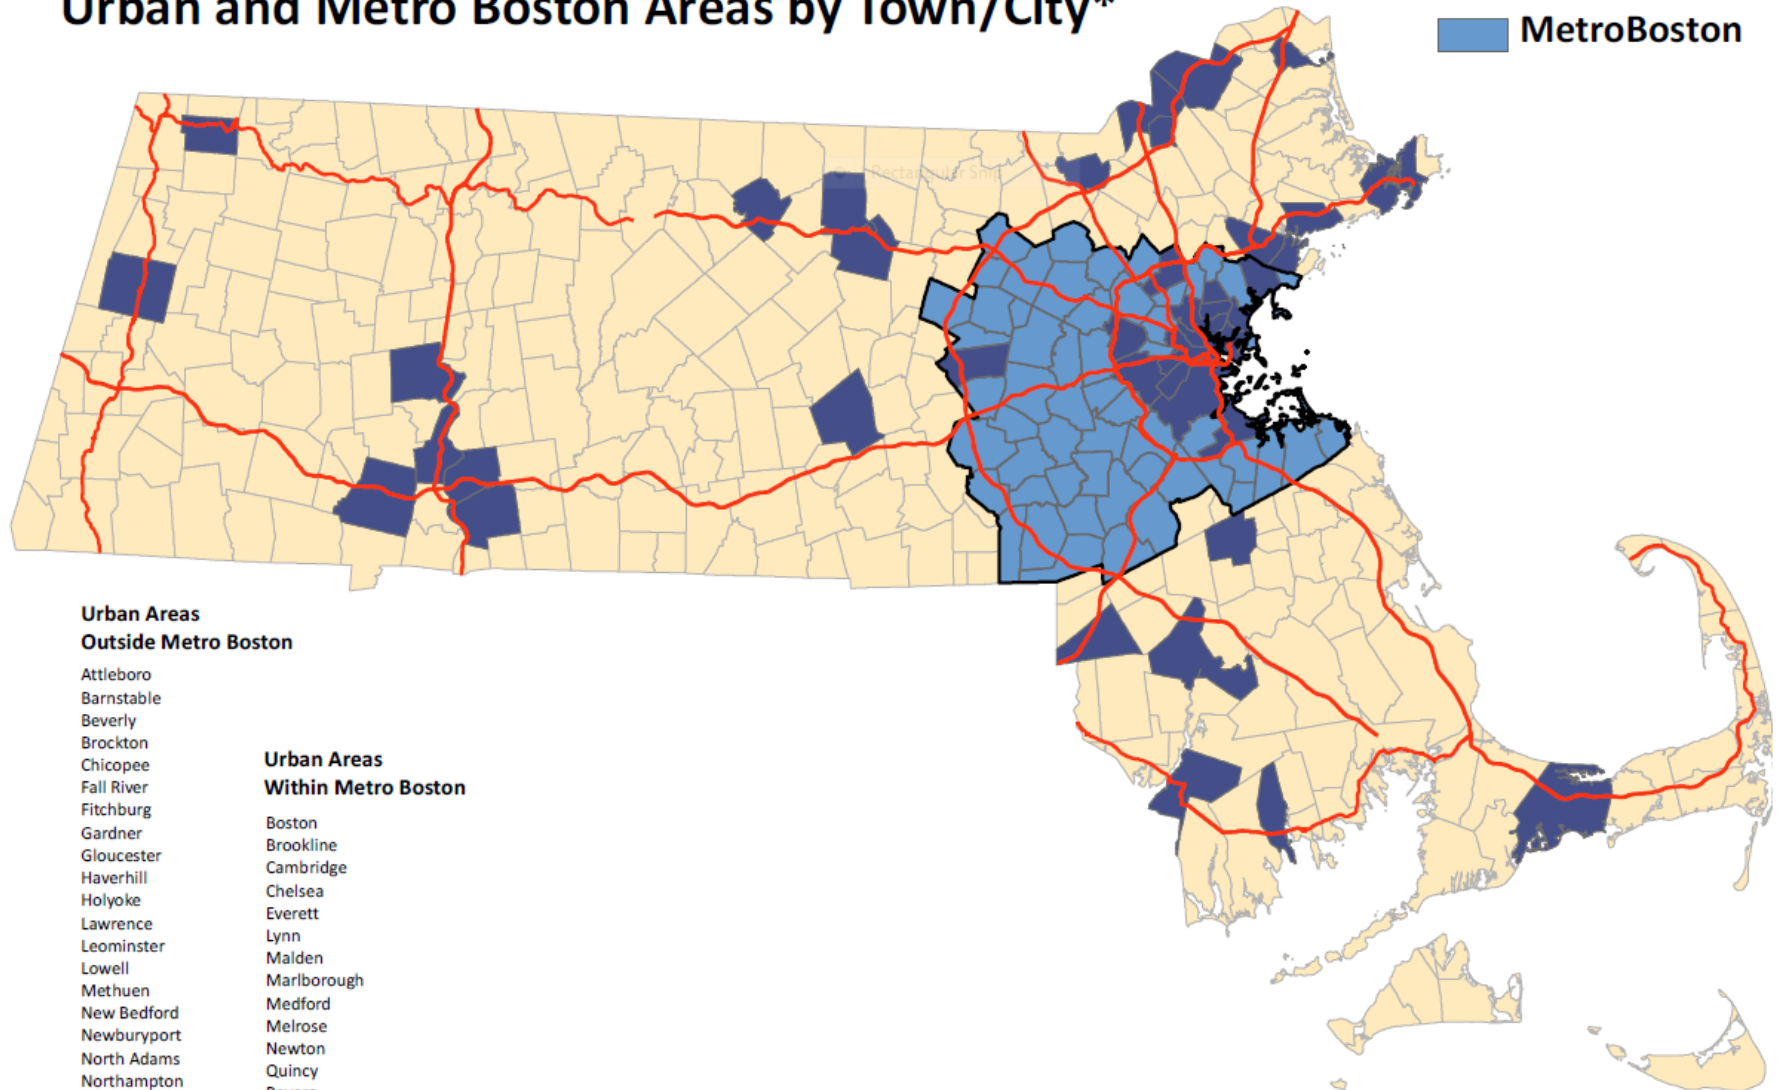 Urban and Metro Boston Areas by Town/City*
MetroBoston
Rectangular Snip
Urban Areas
Outside Metro Boston
Attleboro
Barnstable
Beverly
Brockton
Chicopee
Fall River
Fitchburg
Gardner
Gloucester
Haverhill
Holyoke
Lawrence
Leominster
Lowell
Methuen
New Bedford
Newburyport
North Adams
Northampton
Urban Areas
Within Metro Boston
Boston
Brookline
Cambridge
Chelsea
Everett
Lynn
Malden
Marlborough
Medford
Melrose
Newton
Quincy